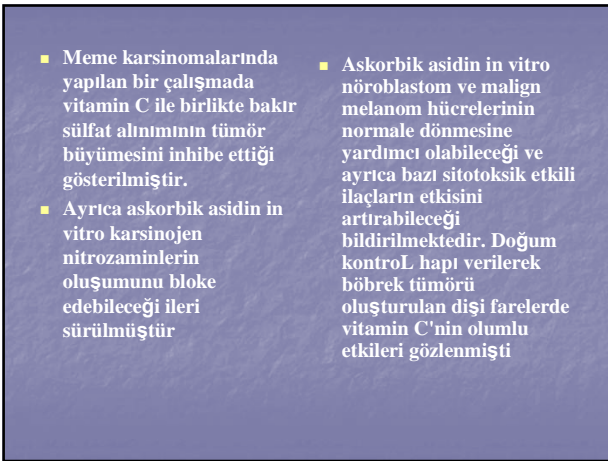 Meme karsinomalarında
yapılan bir çalışmada
vitamin C ile birlikte bakır
sülfat alınımının tümör
büyümesini inhibe ettiği
gösterilmiştir.
Ayrıca askorbik asidin in
vitro karsinojen
nitrozaminlerin
oluşumunu bloke
edebileceği ileri
sürülmüştür
Askorbik asidin in vitro
nöroblastom ve malign
melanom hücrelerinin
normale dönmesine
yardımcı olabileceği ve
ayrıca bazı sitotoksik etkili
ilaçların etkisini
artırabileceği
bildirilmektedir. Doğum
kontroL hapı verilerek
böbrek tümörü
oluşturulan dişi farelerde
vitamin C'nin olumlu
etkileri gözlenmişti